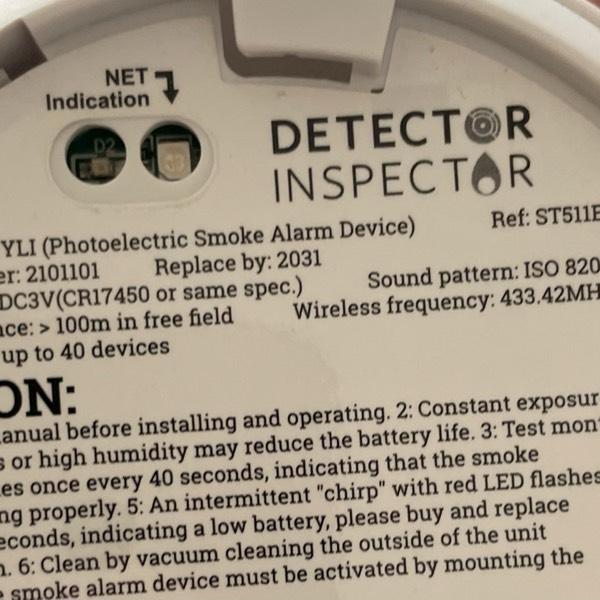 NET
Indication
D2
DETECTOR
INSPECTOR
YLI (Photoelectric Smoke Alarm Device)
Ref: ST511E
er: 2101101 Replace by: 2031
DC3V(CR17450 or same spec.) Sound pattern: ISO 820
nce: > 100m in free field Wireless frequency: 433.42MH
up to 40 devices
ON:
anual before installing and operating. 2: Constant exposur
s or high humidity may reduce the battery life. 3: Test mon
es once every 40 seconds, indicating that the smoke
ng properly. 5: An intermittent "chirp" with red LED flashes
econds, indicating a low battery, please buy and replace
n. 6: Clean by vacuum cleaning the outside of the unit
smoke alarm device must be activated by mounting the